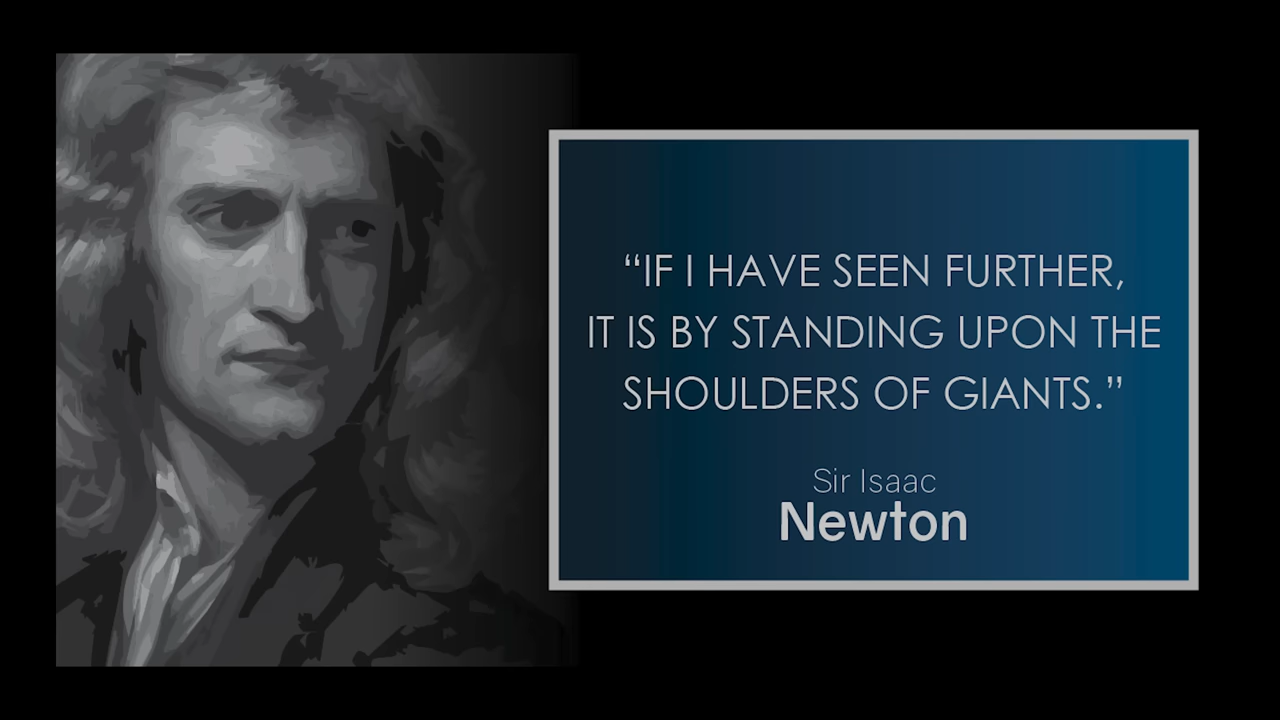 “IF I HAVE SEEN FURTHER,
IT IS BY STANDING UPON THE
SHOULDERS OF GIANTS.”
Sir Isaac
Newton